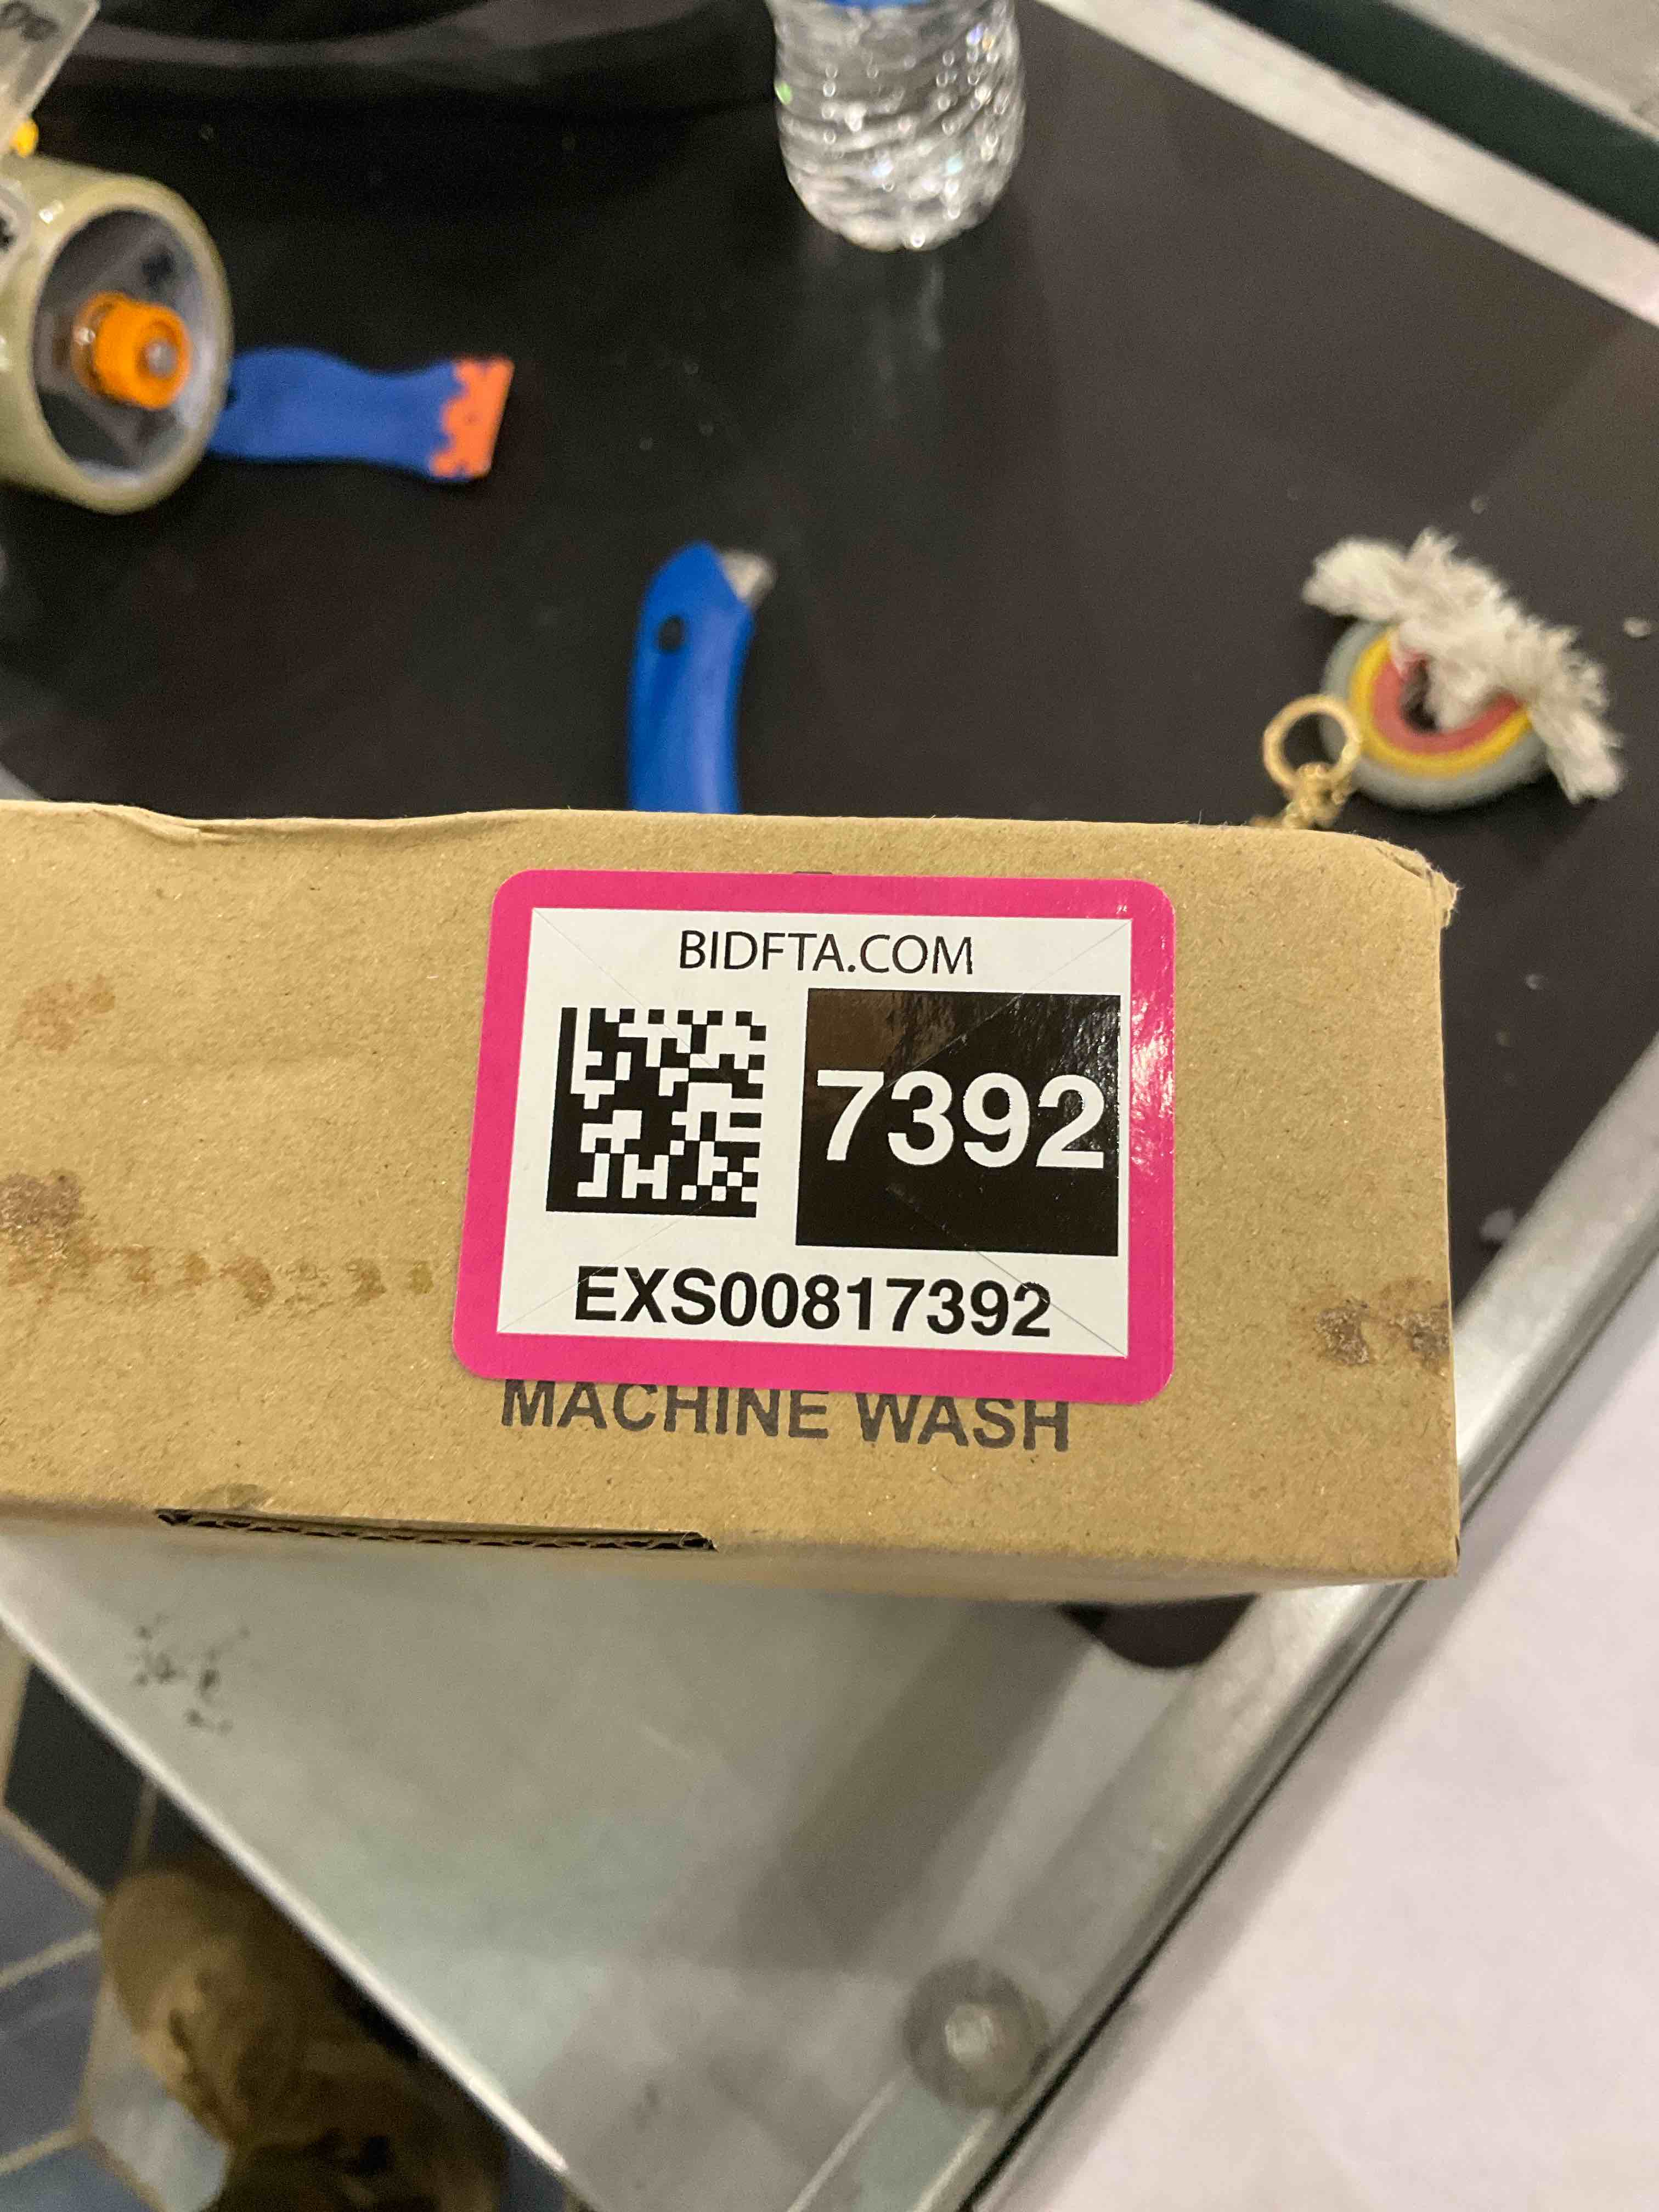 BIDFTA.COM
7392
EXS00817392
MACHINE WASH